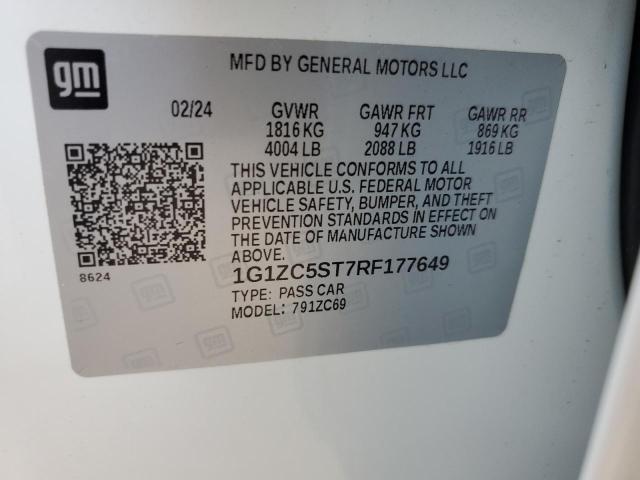 gm
MFD BY GENERAL MOTORS LLC
02/24 GVWR GAWR FRT GAWR RR
1816 KG 947 KG 869 KG
4004 LB 2088 LB 1916 LB
THIS VEHICLE CONFORMS TO ALL
APPLICABLE U.S. FEDERAL MOTOR
VEHICLE SAFETY, BUMPER, AND THEFT
PREVENTION STANDARDS IN EFFECT ON
THE DATE OF MANUFACTURE SHOWN
ABOVE.
8624
1G1ZC5ST7RF177649
TYPE: PASS CAR
MODEL: 791ZC69